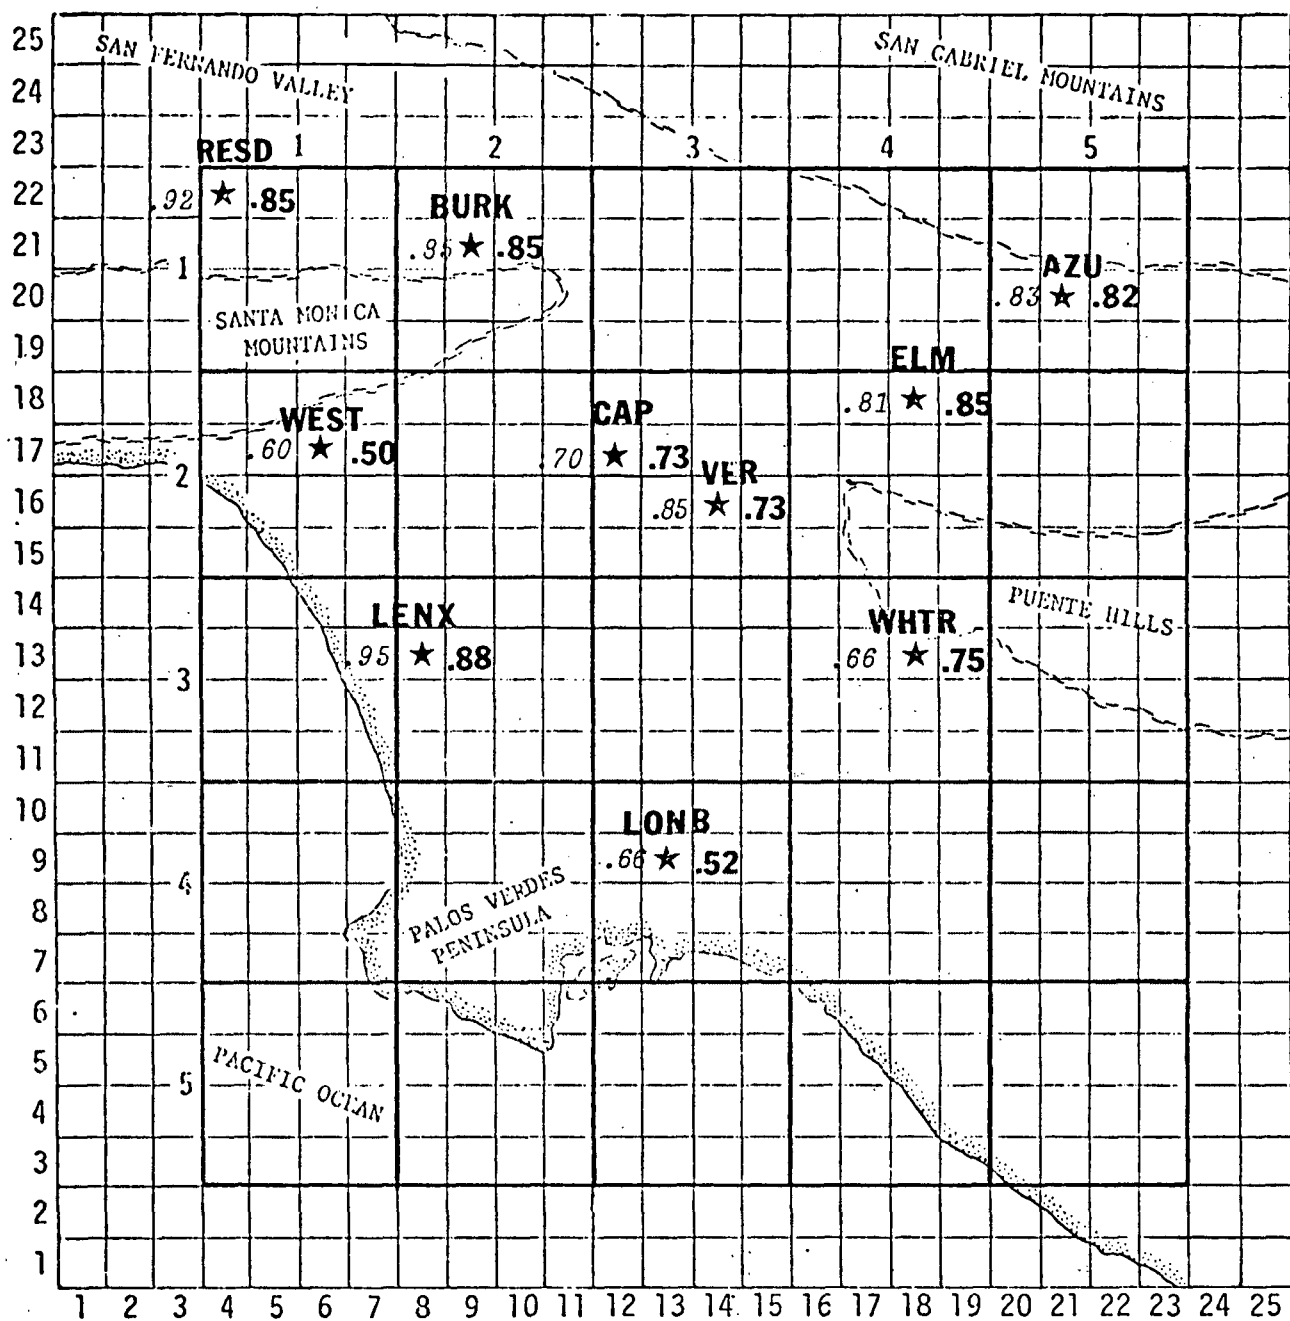 25
SAN FERNANDO VALLEY
SAN GABRIEL MOUNTAINS
24
23
RESD 1 2 3 4 5
22 .92 ★ .85
BURK
21 .85 ★ .85
1
AZU
20 .83 ★ .82
SANTA MONICA
MOUNTAINS
19
ELM
18 .81 ★ .85
WEST
CAP
17 .60 ★ .50 .70 ★ .73
2
VER
16 .85 ★ .73
15
14
PUENTE HILLS
LENX
WHTR
13 .95 ★ .88 .66 ★ .75
3
12
11
10
LONB
9 .66 ★ .52
4
8
PALOS VERDES
PENINSULA
7
6
5
PACIFIC OCEAN
5
4
3
2
1
1 2 3 4 5 6 7 8 9 10 11 12 13 14 15 16 17 18 19 20 21 22 23 24 25